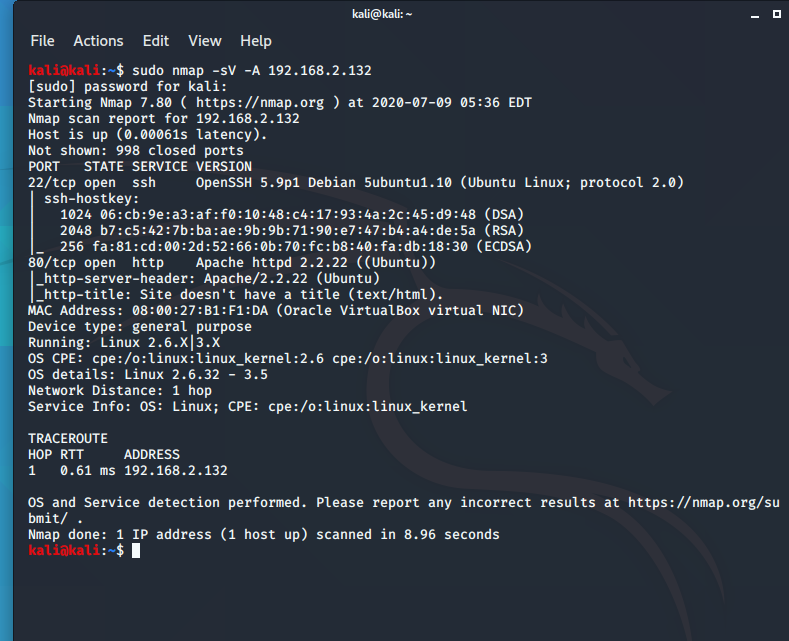 kali@kali: ~
File Actions Edit View Help
kali@kali:~$ sudo nmap -sV -A 192.168.2.132
[sudo] password for kali:
Starting Nmap 7.80 ( https://nmap.org ) at 2020-07-09 05:36 EDT
Nmap scan report for 192.168.2.132
Host is up (0.00061s latency).
Not shown: 998 closed ports
PORT   STATE SERVICE VERSION
22/tcp open  ssh     OpenSSH 5.9p1 Debian 5ubuntu1.10 (Ubuntu Linux; protocol 2.0)
| ssh-hostkey:
|   1024 06:cb:9e:a3:af:f0:10:48:c4:17:93:4a:2c:45:d9:48 (DSA)
|   2048 b7:c5:42:7b:ba:ae:9b:9b:71:90:e7:47:b4:a4:de:5a (RSA)
|_  256 fa:81:cd:00:2d:52:66:0b:70:fc:b8:40:fa:db:18:30 (ECDSA)
80/tcp open  http    Apache httpd 2.2.22 ((Ubuntu))
|_http-server-header: Apache/2.2.22 (Ubuntu)
|_http-title: Site doesn't have a title (text/html).
MAC Address: 08:00:27:B1:F1:DA (Oracle VirtualBox virtual NIC)
Device type: general purpose
Running: Linux 2.6.X|3.X
OS CPE: cpe:/o:linux:linux_kernel:2.6 cpe:/o:linux:linux_kernel:3
OS details: Linux 2.6.32 - 3.5
Network Distance: 1 hop
Service Info: OS: Linux; CPE: cpe:/o:linux:linux_kernel
TRACEROUTE
HOP RTT     ADDRESS
1   0.61 ms 192.168.2.132
OS and Service detection performed. Please report any incorrect results at https://nmap.org/su
bmit/ .
Nmap done: 1 IP address (1 host up) scanned in 8.96 seconds
kali@kali:~$